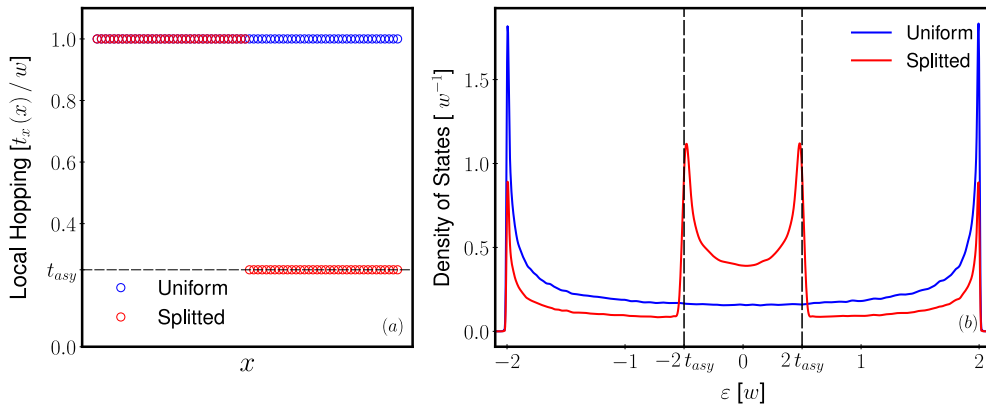 Local Hopping [t_x (x) / w]
1.0
0.8
0.6
0.4
t_asy
0.0
Uniform
Splitted
(a)
x
Density of States [ w^-1]
1.5
1.0
0.5
0.0
Uniform
Splitted
(b)
−2 −1 −2 t_asy 0 2 t_asy 1 2
ε [w]